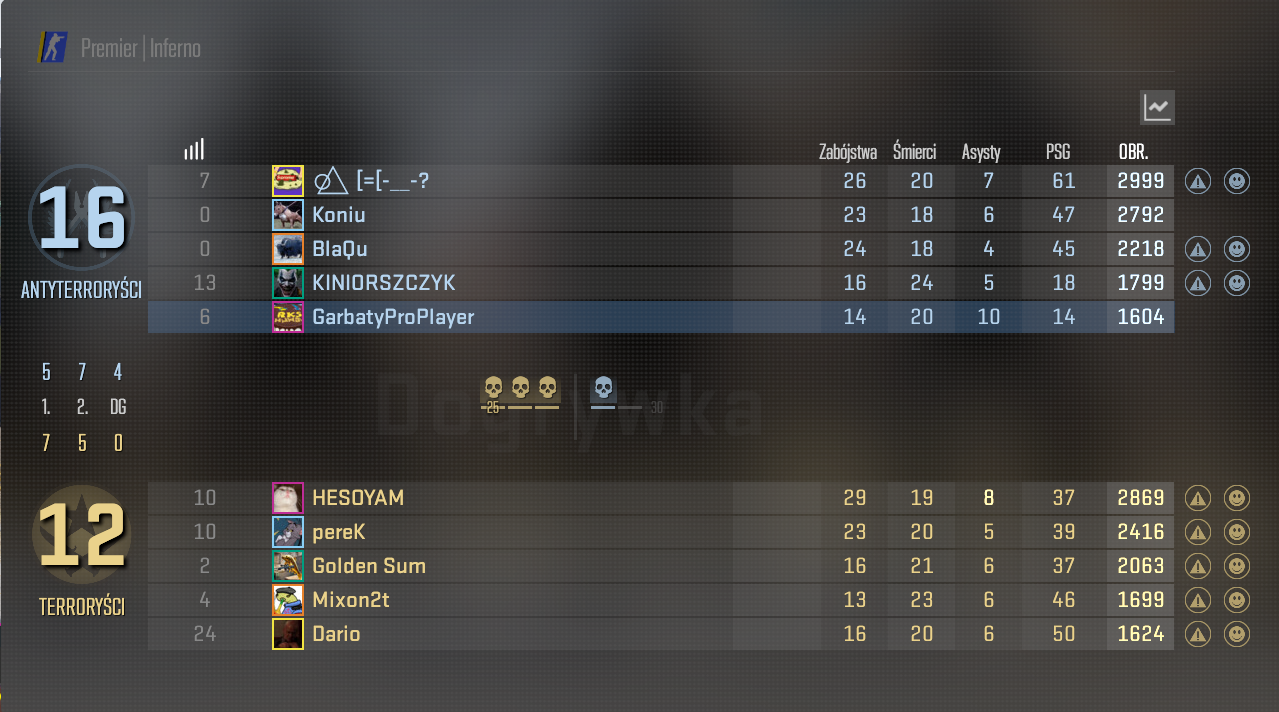 Premier | Inferno
Zabójstwa Śmierci Asysty PSG OBR.
16
ANTYTERRORYŚCI
7 [=[-__-? 26 20 7 61 2999
0 Koniu 23 18 6 47 2792
0 BlaQu 24 18 4 45 2218
13 KINIORSZCZYK 16 24 5 18 1799
6 GarbatyProPlayer 14 20 10 14 1604
5 7 4
1. 2. DG
7 5 0
Dogrywka
25 30
12
TERRORYŚCI
10 HESOYAM 29 19 8 37 2869
10 pereK 23 20 5 39 2416
2 Golden Sum 16 21 6 37 2063
4 Mixon2t 13 23 6 46 1699
24 Dario 16 20 6 50 1624